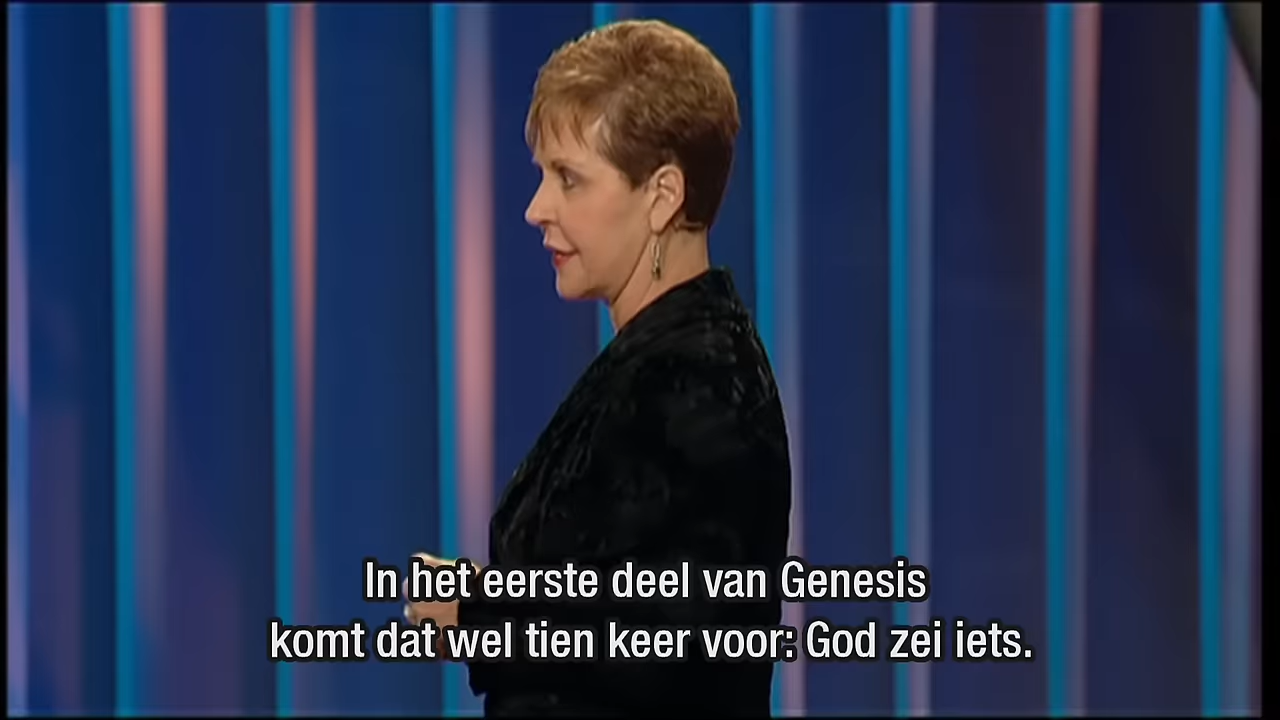 In het eerste deel van Genesis
komt dat wel tien keer voor: God zei iets.